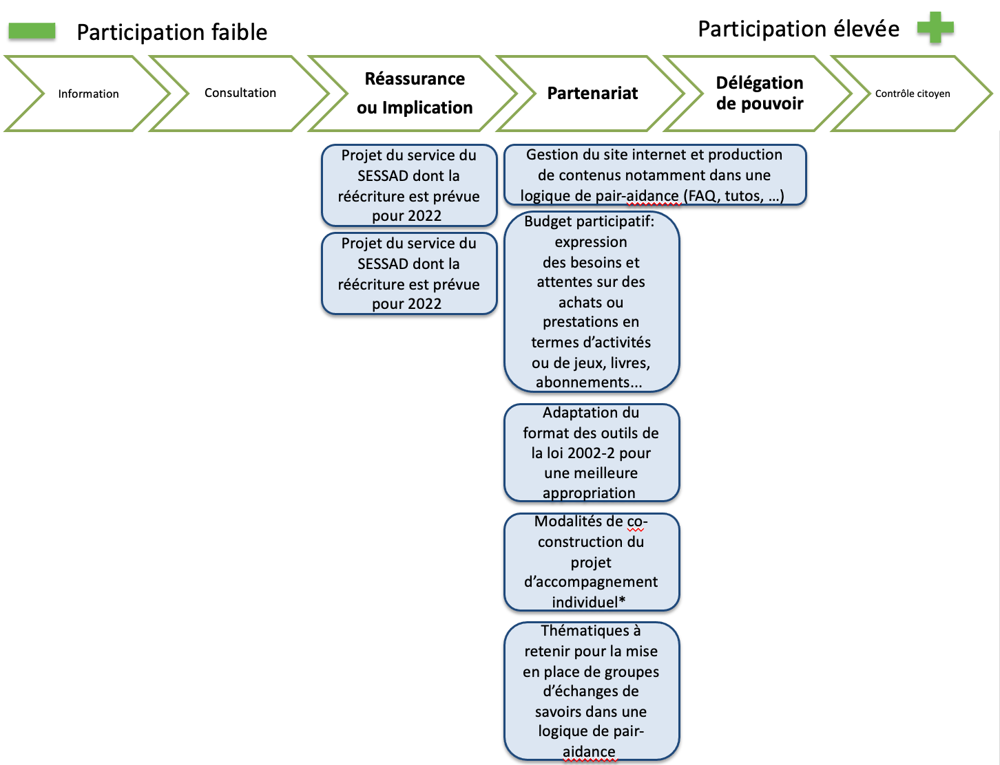 Participation faible
Participation élevée
Information
Consultation
Réassurance
ou Implication
Partenariat
Délégation
de pouvoir
Contrôle citoyen
Projet du service du
SESSAD dont la
réécriture est prévue
pour 2022
Projet du service du
SESSAD dont la
réécriture est prévue
pour 2022
Gestion du site internet et production
de contenus notamment dans une
logique de pair-aidance (FAQ, tutos, …)
Budget participatif:
expression
des besoins et
attentes sur des
achats ou
prestations en
termes d’activités
ou de jeux, livres,
abonnements...
Adaptation du
format des outils de
la loi 2002-2 pour
une meilleure
appropriation
Modalités de co-
construction du
projet
d’accompagnement
individuel*
Thématiques à
retenir pour la mise
en place de groupes
d’échanges de
savoirs dans une
logique de pair-
aidance